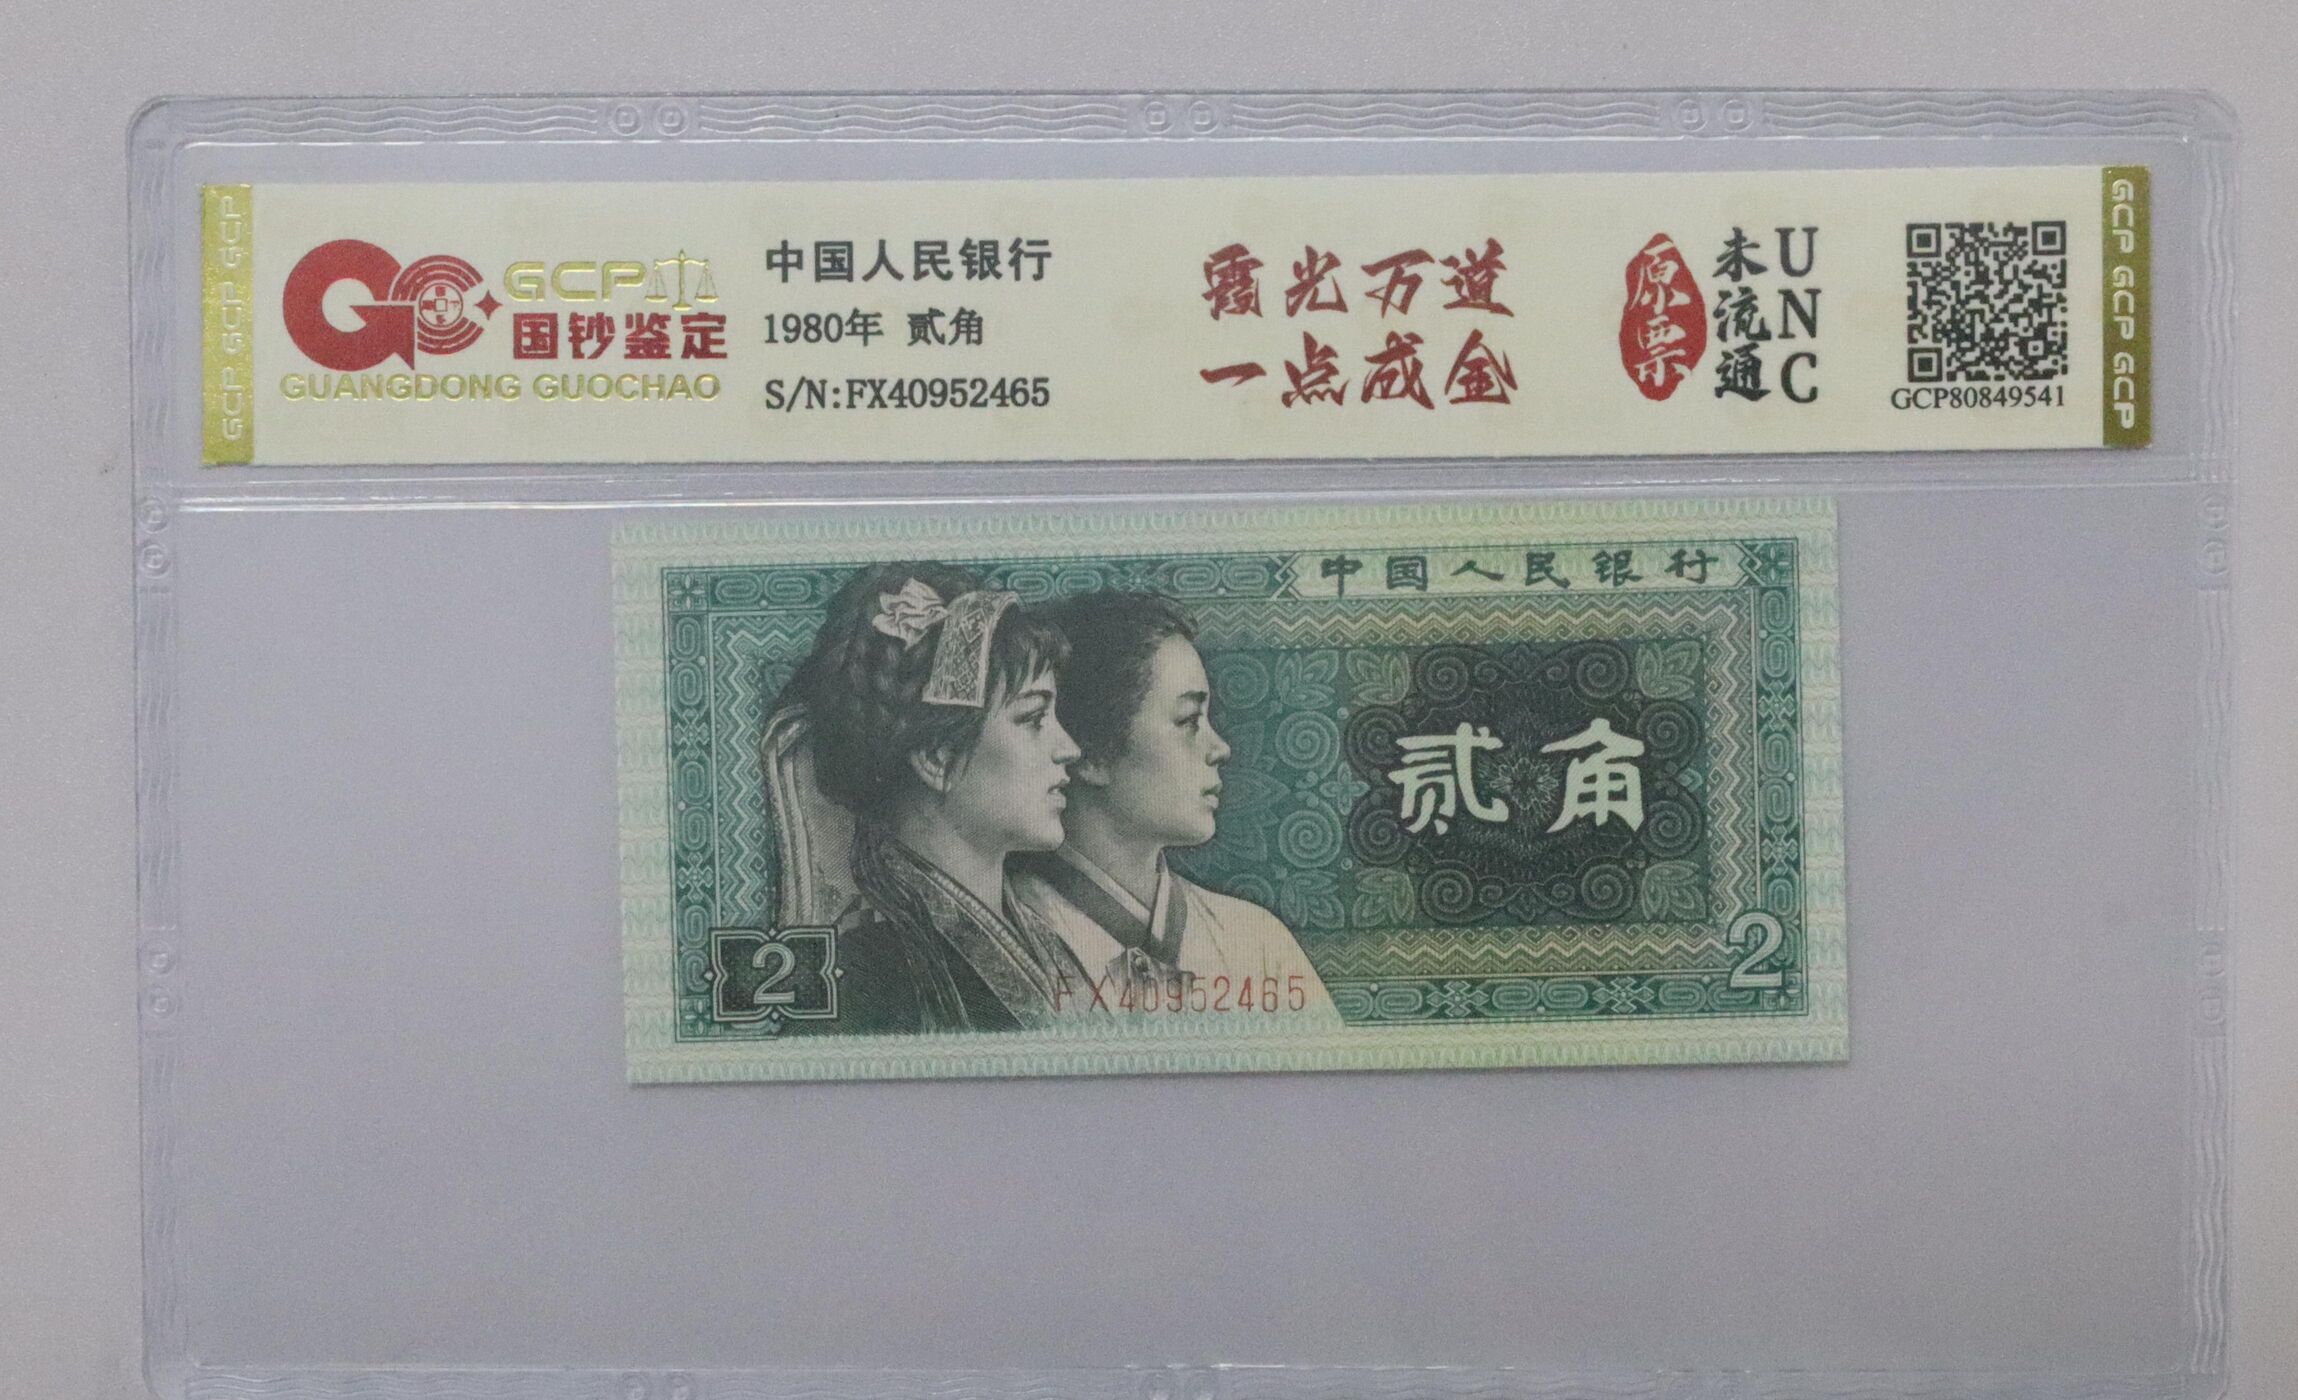 GCP GCP GCP
GCP
国钞鉴定
GUANGDONG GUOCHAO
中国人民银行
1980年 贰角
S/N:FX40952465
霞光万道
一点成金
原票
未流通
UNC
GCP80849541
GCP GCP GCP
中国人民银行
贰角
2
2
FX40952465